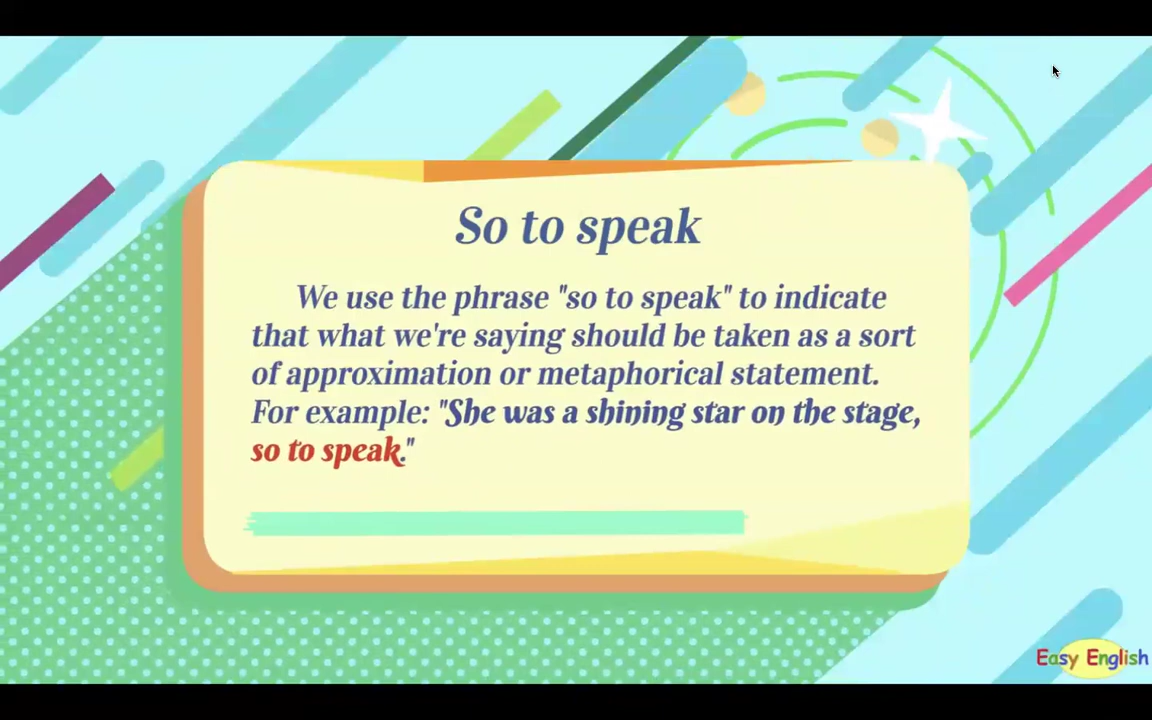 So to speak
We use the phrase "so to speak" to indicate
that what we're saying should be taken as a sort
of approximation or metaphorical statement.
For example: "She was a shining star on the stage,
so to speak."
Easy English